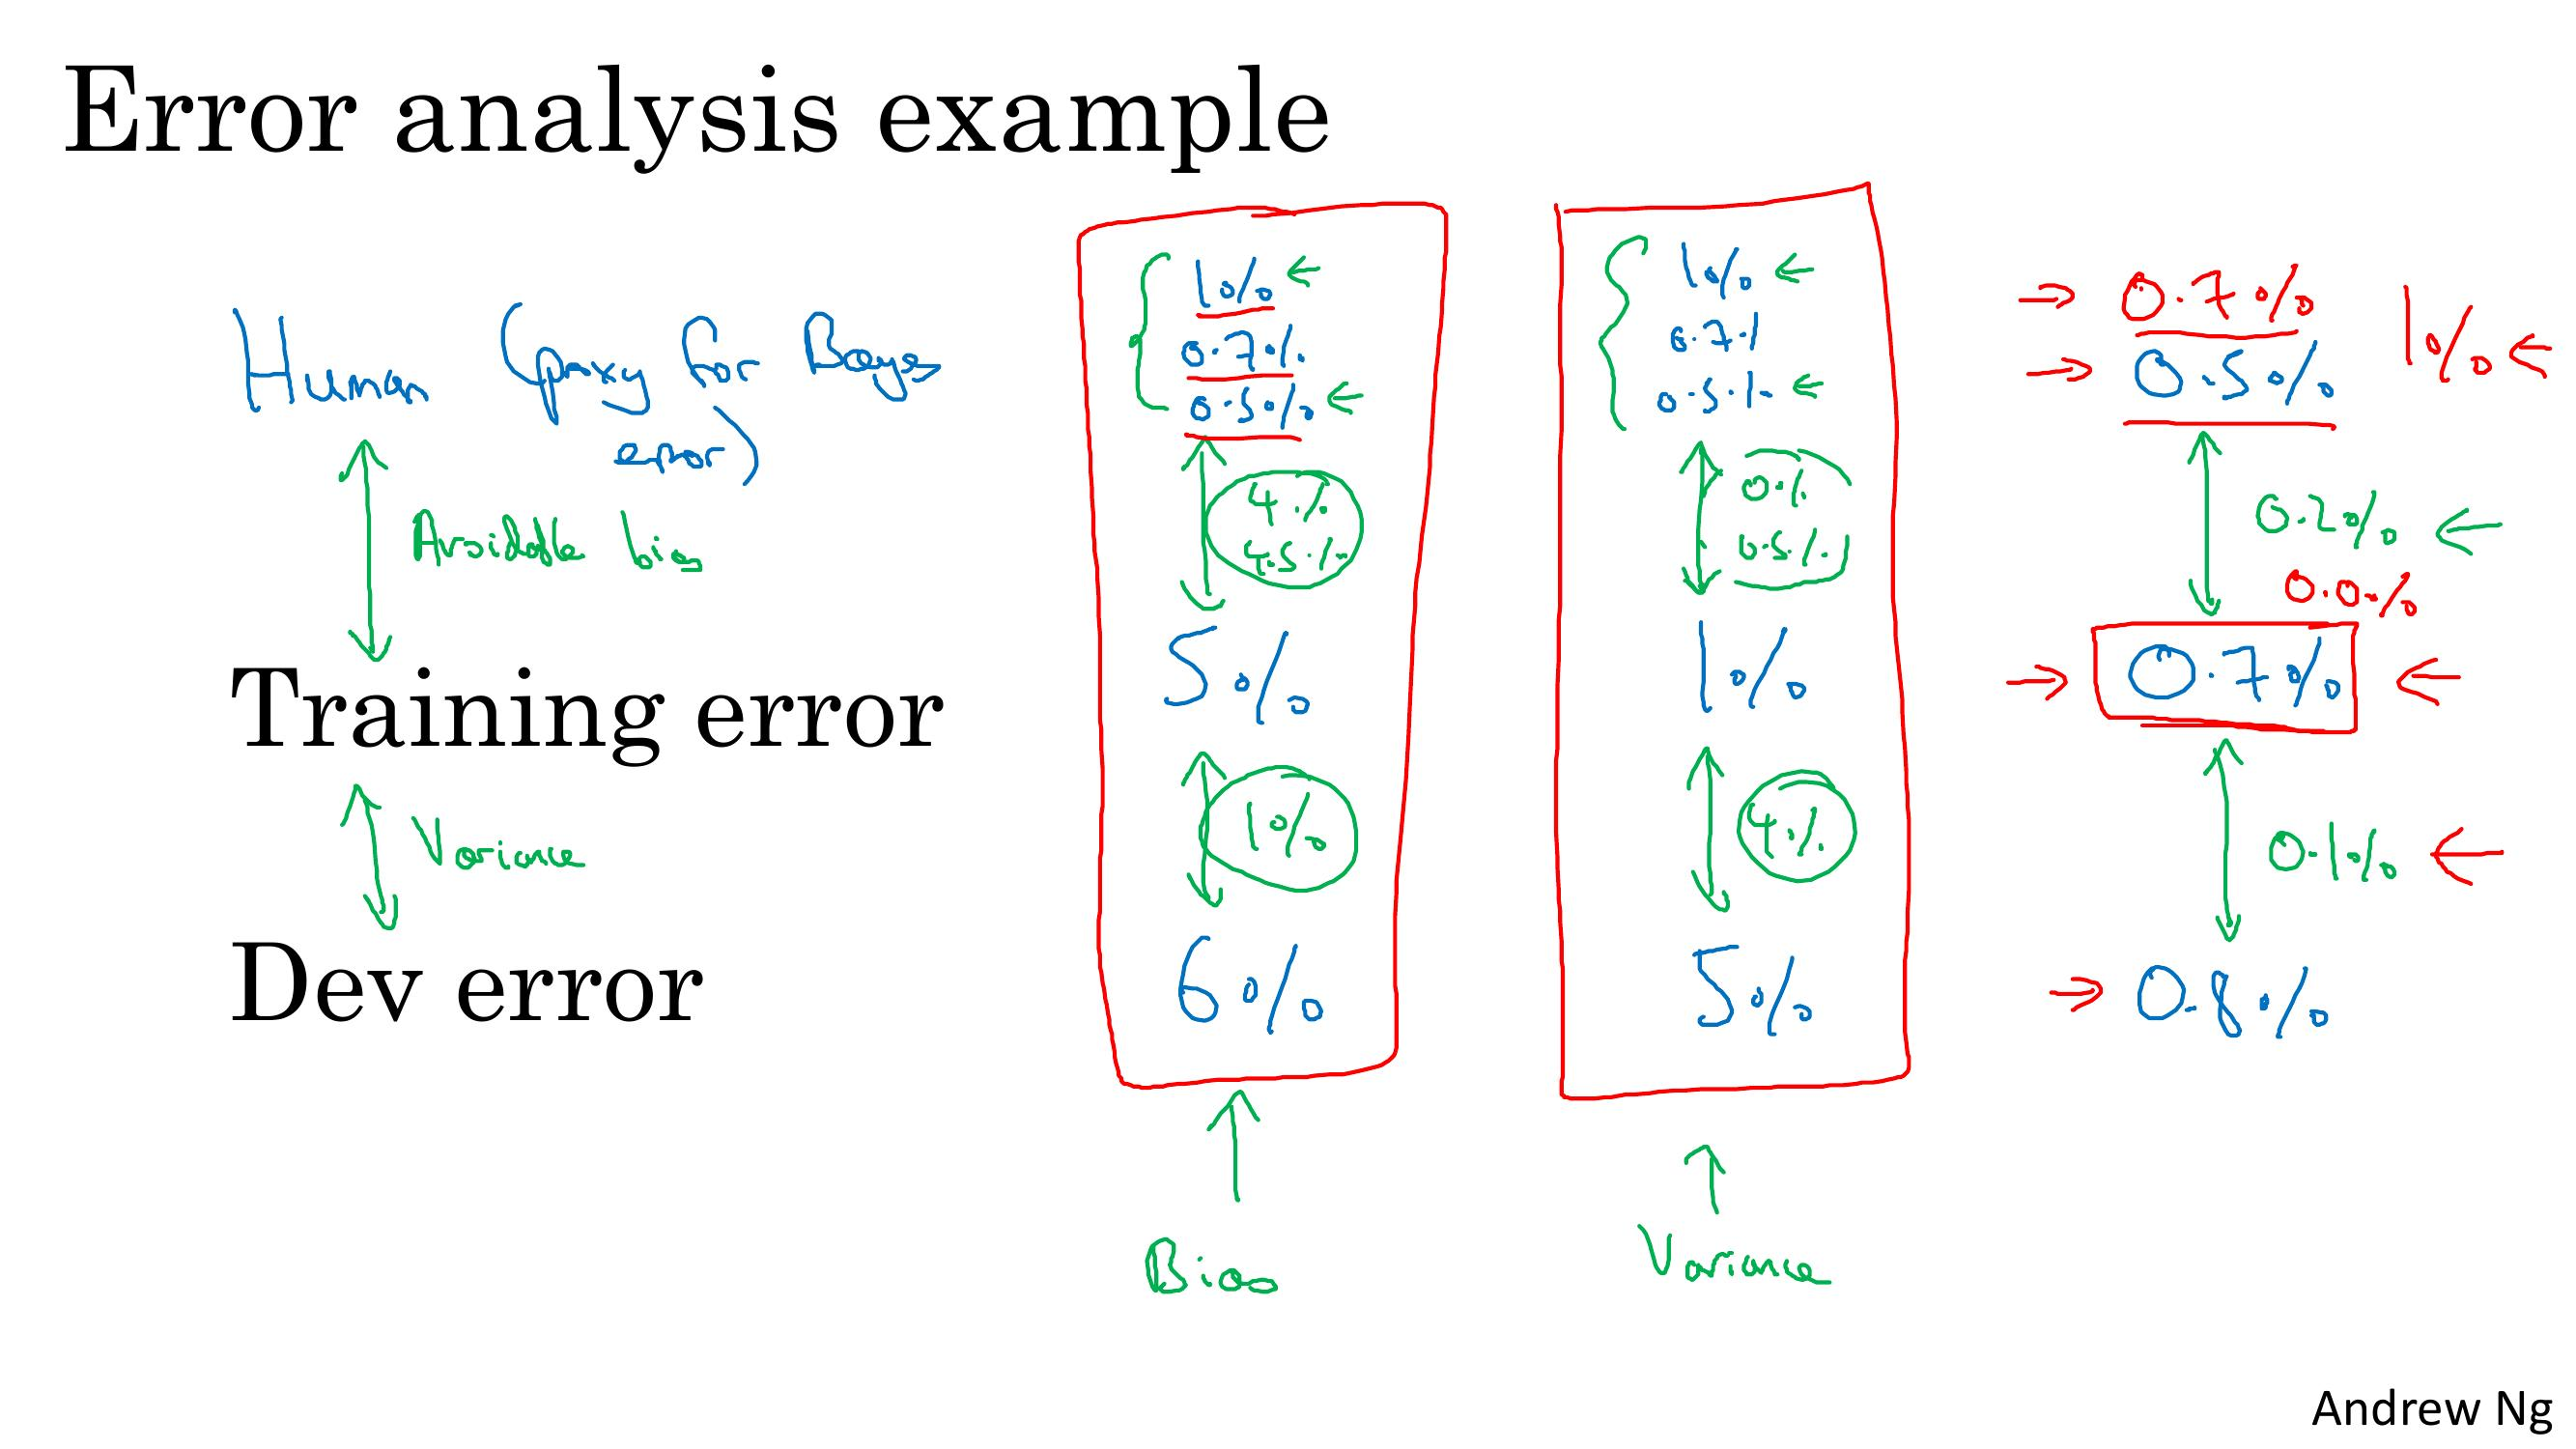 Error analysis example
Human (proxy for Bayes
error)
Avoidable bias
Training error
Variance
Dev error
1%
0.7%
0.5%
4%
4.5%
5%
1%
6%
Bias
1%
0.7%
0.5%
0%
0.5%
1%
4%
5%
Variance
0.7%
1%
0.5%
0.2%
0.0%
0.7%
0.1%
0.8%
Andrew Ng